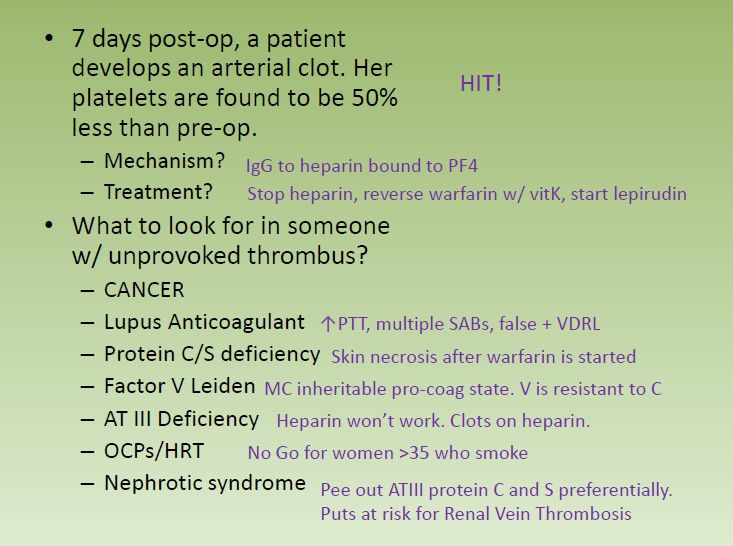 • 7 days post-op, a patient
develops an arterial clot. Her
platelets are found to be 50%
less than pre-op.
HIT!
– Mechanism? IgG to heparin bound to PF4
– Treatment? Stop heparin, reverse warfarin w/ vitK, start lepirudin
• What to look for in someone
w/ unprovoked thrombus?
– CANCER
– Lupus Anticoagulant ↑PTT, multiple SABs, false + VDRL
– Protein C/S deficiency Skin necrosis after warfarin is started
– Factor V Leiden MC inheritable pro-coag state. V is resistant to C
– AT III Deficiency Heparin won’t work. Clots on heparin.
– OCPs/HRT No Go for women >35 who smoke
– Nephrotic syndrome Pee out ATIII protein C and S preferentially.
Puts at risk for Renal Vein Thrombosis